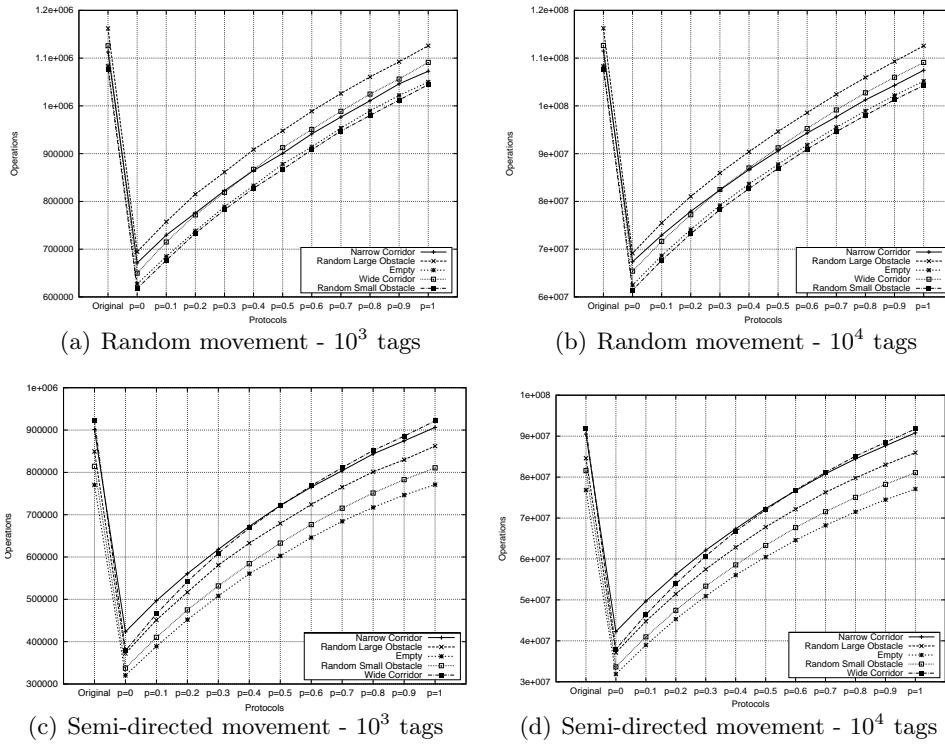 1.2e+006
1.1e+006
1e+006
900000
800000
700000
600000
Operations
Original p=0 p=0.1 p=0.2 p=0.3 p=0.4 p=0.5 p=0.6 p=0.7 p=0.8 p=0.9 p=1
Protocols
Narrow Corridor
Random Large Obstacle
Empty
Wide Corridor
Random Small Obstacle
(a) Random movement - 10³ tags
1.2e+008
1.1e+008
1e+008
9e+007
8e+007
7e+007
6e+007
Operations
Original p=0 p=0.1 p=0.2 p=0.3 p=0.4 p=0.5 p=0.6 p=0.7 p=0.8 p=0.9 p=1
Protocols
Narrow Corridor
Random Large Obstacle
Empty
Wide Corridor
Random Small Obstacle
(b) Random movement - 10⁴ tags
1e+006
900000
800000
700000
600000
500000
400000
300000
Operations
Original p=0 p=0.1 p=0.2 p=0.3 p=0.4 p=0.5 p=0.6 p=0.7 p=0.8 p=0.9 p=1
Protocols
Narrow Corridor
Random Large Obstacle
Empty
Random Small Obstacle
Wide Corridor
(c) Semi-directed movement - 10³ tags
1e+008
9e+007
8e+007
7e+007
6e+007
5e+007
4e+007
3e+007
Operations
Original p=0 p=0.1 p=0.2 p=0.3 p=0.4 p=0.5 p=0.6 p=0.7 p=0.8 p=0.9 p=1
Protocols
Narrow Corridor
Random Large Obstacle
Empty
Random Small Obstacle
Wide Corridor
(d) Semi-directed movement - 10⁴ tags